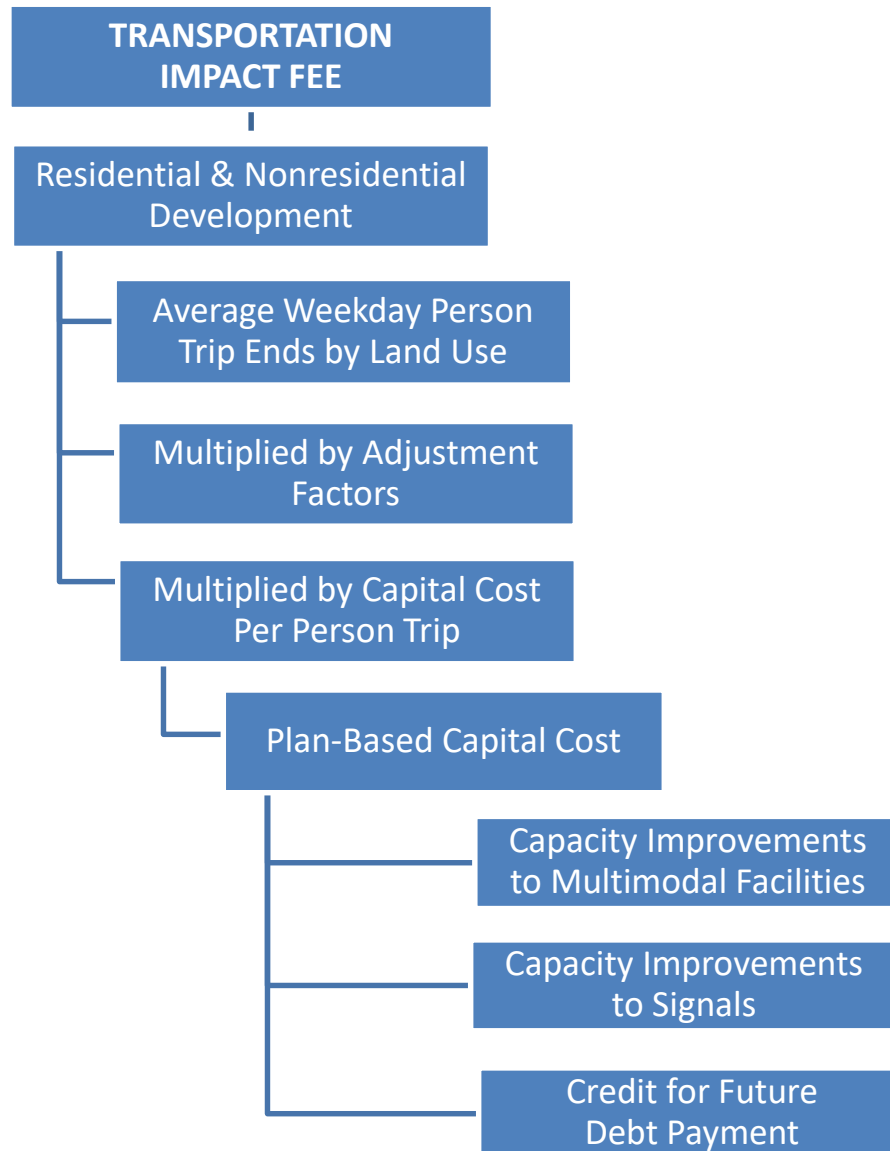 TRANSPORTATION
IMPACT FEE
Residential & Nonresidential
Development
Average Weekday Person
Trip Ends by Land Use
Multiplied by Adjustment
Factors
Multiplied by Capital Cost
Per Person Trip
Plan-Based Capital Cost
Capacity Improvements
to Multimodal Facilities
Capacity Improvements
to Signals
Credit for Future
Debt Payment